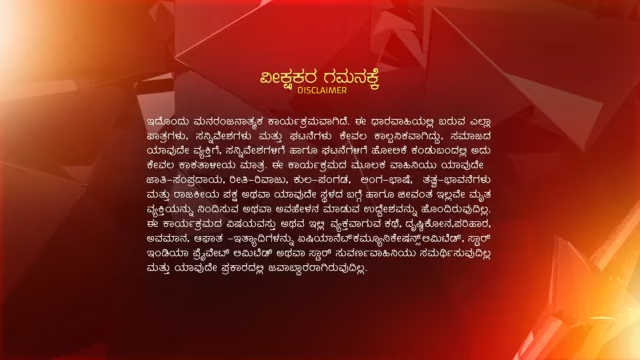 ವೀಕ್ಷಕರ ಗಮನಕ್ಕೆ
DISCLAIMER
ಇದೊಂದು ಮನರಂಜನಾತ್ಮಕ ಕಾರ್ಯಕ್ರಮವಾಗಿದೆ. ಈ ಧಾರವಾಹಿಯಲ್ಲಿ ಬರುವ ಎಲ್ಲಾ
ಪಾತ್ರಗಳು, ಸನ್ನಿವೇಶಗಳು ಮತ್ತು ಘಟನೆಗಳು ಕೇವಲ ಕಾಲ್ಪನಿಕವಾಗಿದ್ದು, ಸಮಾಜದ
ಯಾವುದೇ ವ್ಯಕ್ತಿಗೆ, ಸನ್ನಿವೇಶಗಳಿಗೆ ಹಾಗೂ ಘಟನೆಗಳಿಗೆ ಹೋಲಿಕೆ ಕಂಡುಬಂದಲ್ಲಿ ಅದು
ಕೇವಲ ಕಾಕತಾಳೀಯ ಮಾತ್ರ. ಈ ಕಾರ್ಯಕ್ರಮದ ಮೂಲಕ ವಾಹಿನಿಯು ಯಾವುದೇ
ಜಾತಿ-ಸಂಪ್ರದಾಯ, ರೀತಿ-ರಿವಾಜು, ಕುಲ-ಪಂಗಡ, ಲಿಂಗ-ಭಾಷೆ, ತತ್ವ-ಭಾವನೆಗಳು
ಮತ್ತು ರಾಜಕೀಯ ಪಕ್ಷ ಅಥವಾ ಯಾವುದೇ ಸ್ಥಳದ ಬಗ್ಗೆ ಹಾಗೂ ಜೀವಂತ ಇಲ್ಲವೇ ಮೃತ
ವ್ಯಕ್ತಿಯನ್ನು ನಿಂದಿಸುವ ಅಥವಾ ಅವಹೇಳನ ಮಾಡುವ ಉದ್ದೇಶವನ್ನು ಹೊಂದಿರುವುದಿಲ್ಲ.
ಈ ಕಾರ್ಯಕ್ರಮದ ವಿಷಯವಸ್ತು ಅಥವ ಇಲ್ಲಿ ವ್ಯಕ್ತವಾಗುವ ಕಥೆ, ದೃಷ್ಟಿಕೋನ,ಪರಿಹಾರ,
ಅವಮಾನ, ಆಘಾತ -ಇತ್ಯಾದಿಗಳನ್ನು ಏಷಿಯಾನೆಟ್‌ಕಮ್ಯೂನಿಕೇಷನ್ಸ್ ಲಿಮಿಟೆಡ್, ಸ್ಟಾರ್
ಇಂಡಿಯಾ ಪ್ರೈವೇಟ್ ಲಿಮಿಟೆಡ್ ಅಥವಾ ಸ್ಟಾರ್ ಸುವರ್ಣವಾಹಿನಿಯು ಸಮರ್ಥಿಸುವುದಿಲ್ಲ
ಮತ್ತು ಯಾವುದೇ ಪ್ರಕಾರದಲ್ಲಿ ಜವಾಬ್ದಾರರಾಗಿರುವುದಿಲ್ಲ.